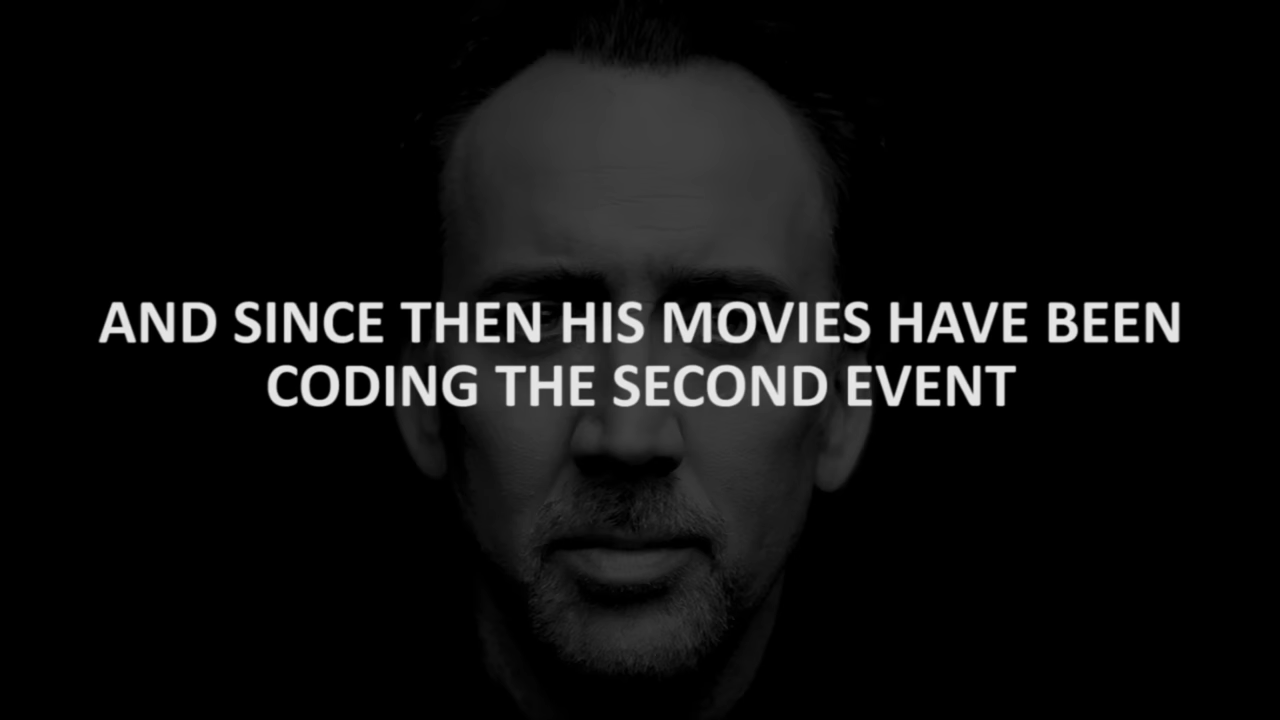 AND SINCE THEN HIS MOVIES HAVE BEEN
CODING THE SECOND EVENT